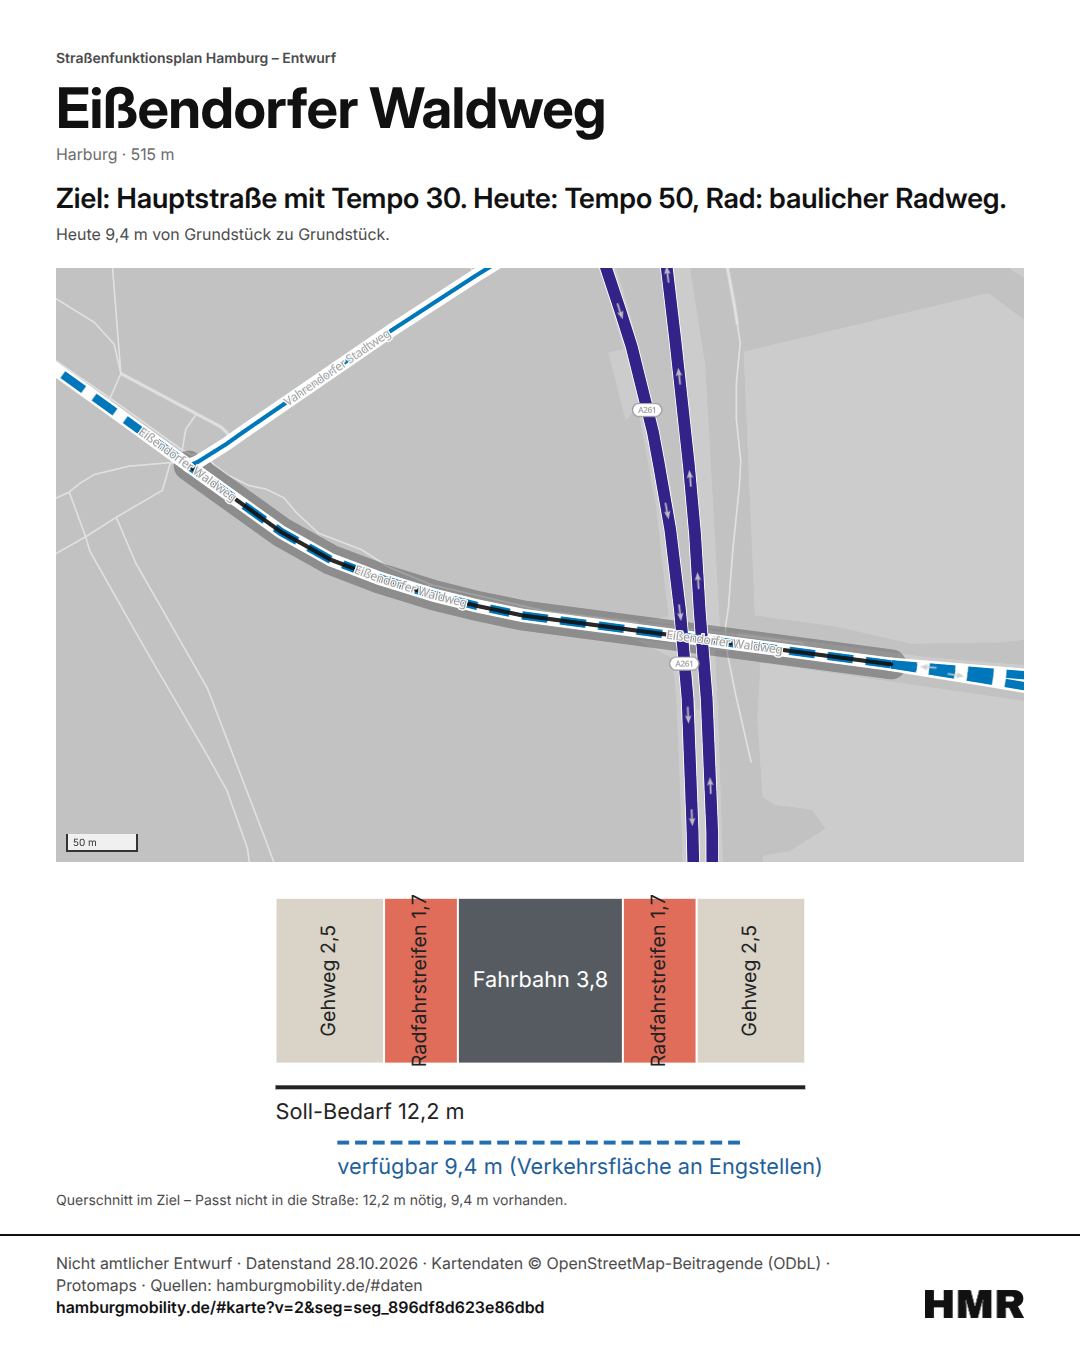 Straßenfunktionsplan Hamburg – Entwurf
Eißendorfer Waldweg
Harburg · 515 m
Ziel: Hauptstraße mit Tempo 30. Heute: Tempo 50, Rad: baulicher Radweg.
Heute 9,4 m von Grundstück zu Grundstück.
Vahrendorfer Stadtweg
A261
Eißendorfer Waldweg
Eißendorfer Waldweg
Eißendorfer Waldweg
A261
50 m
Gehweg 2,5
Radfahrstreifen 1,7
Fahrbahn 3,8
Radfahrstreifen 1,7
Gehweg 2,5
Soll-Bedarf 12,2 m
verfügbar 9,4 m (Verkehrsfläche an Engstellen)
Querschnitt im Ziel – Passt nicht in die Straße: 12,2 m nötig, 9,4 m vorhanden.
Nicht amtlicher Entwurf · Datenstand 28.10.2026 · Kartendaten © OpenStreetMap-Beitragende (ODbL) ·
Protomaps · Quellen: hamburgmobility.de/#daten
hamburgmobility.de/#karte?v=2&seg=seg_896df8d623e86dbd
HMR